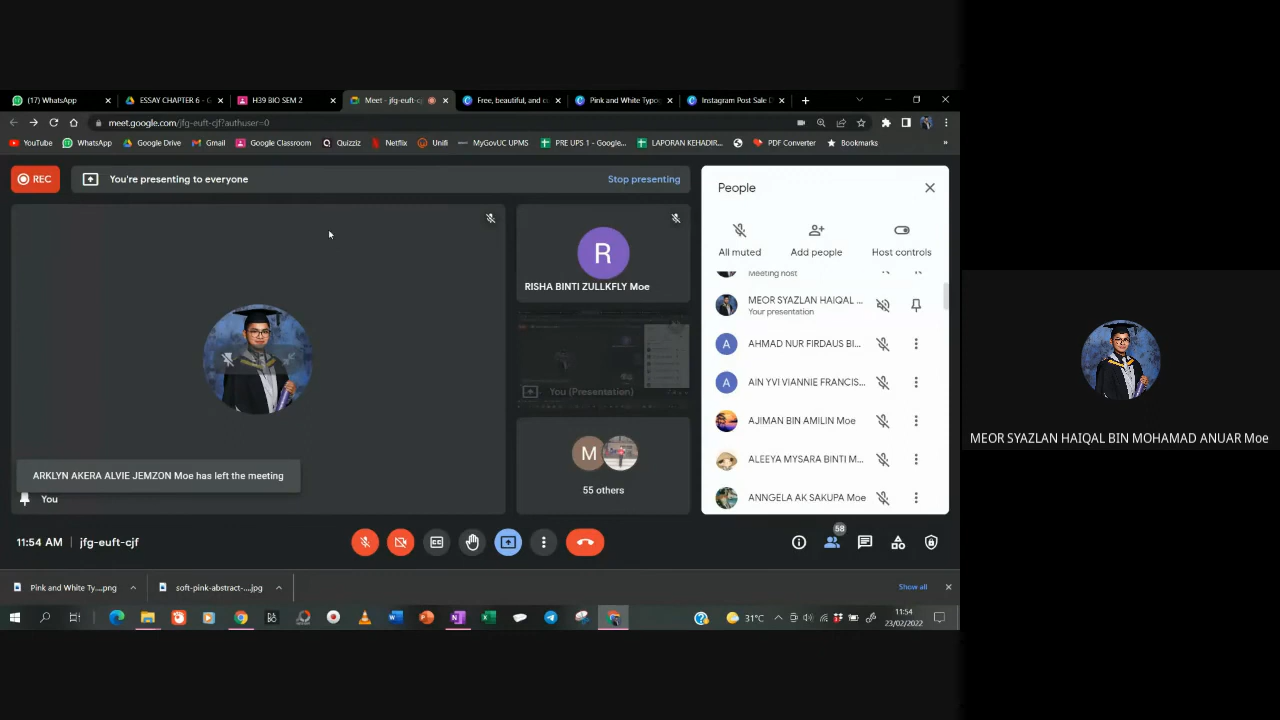 (17) WhatsApp
ESSAY CHAPTER 6 - G
H39 BIO SEM 2
Meet - jfg-euft-cjf
Free, beautiful, and c
Pink and White Typo
Instagram Post Sale D
meet.google.com/jfg-euft-cjf?authuser=0
YouTube
WhatsApp
Google Drive
Gmail
Google Classroom
Quizziz
Netflix
Unifi
MyGovUC UPMS
PRE UPS 1 - Google...
LAPORAN KEHADIR...
PDF Converter
Bookmarks
REC
You're presenting to everyone
Stop presenting
People
All muted
Add people
Host controls
Meeting host
MEOR SYAZLAN HAIQAL ...
Your presentation
A
AHMAD NUR FIRDAUS BI...
A
AIN YVI VIANNIE FRANCIS...
AJIMAN BIN AMILIN Moe
ALEEYA MYSARA BINTI M...
ANNGELA AK SAKUPA Moe
R
RISHA BINTI ZULLKFLY Moe
You (Presentation)
M
55 others
ARKLYN AKERA ALVIE JEMZON Moe has left the meeting
You
11:54 AM | jfg-euft-cjf
58
Pink and White Ty....png
soft-pink-abstract-....jpg
Show all
31°C
11:54
23/02/2022
MEOR SYAZLAN HAIQAL BIN MOHAMAD ANUAR Moe